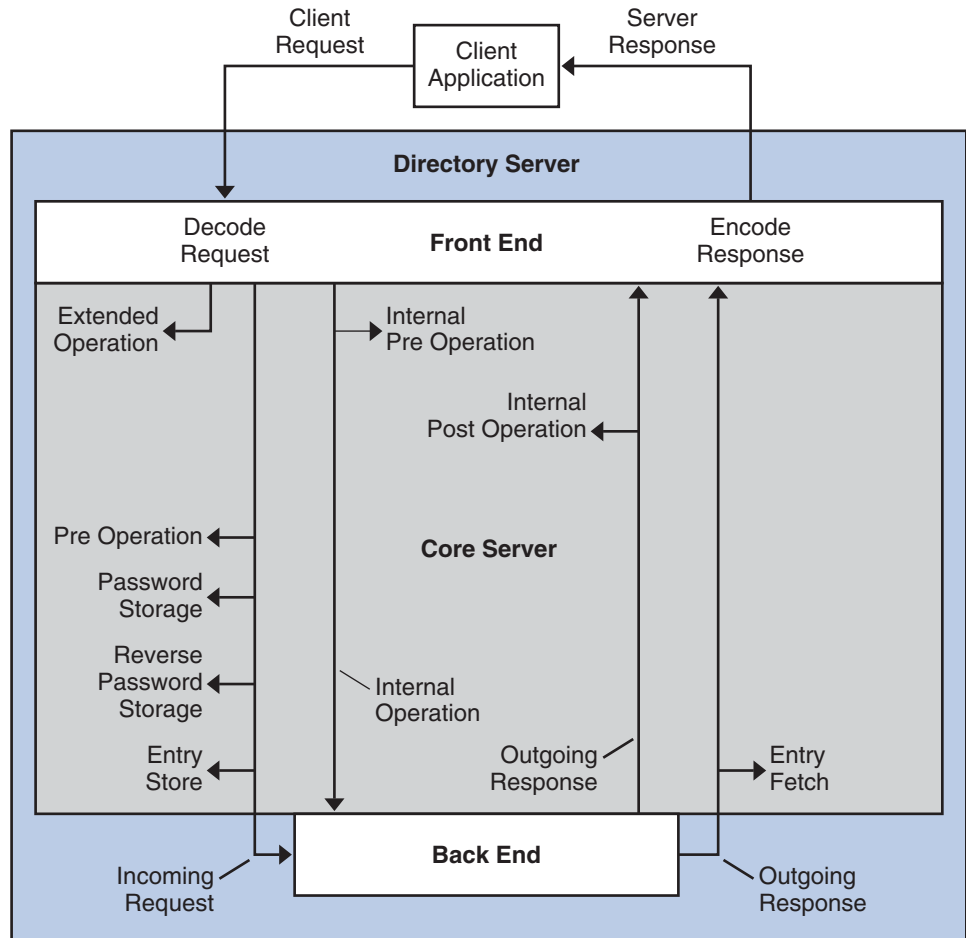 Client
Request
Client
Application
Server
Response
Directory Server
Decode
Request
Front End
Encode
Response
Extended
Operation
Internal
Pre Operation
Internal
Post Operation
Pre Operation
Core Server
Password
Storage
Reverse
Password
Storage
Internal
Operation
Entry
Store
Outgoing
Response
Entry
Fetch
Back End
Incoming
Request
Outgoing
Response